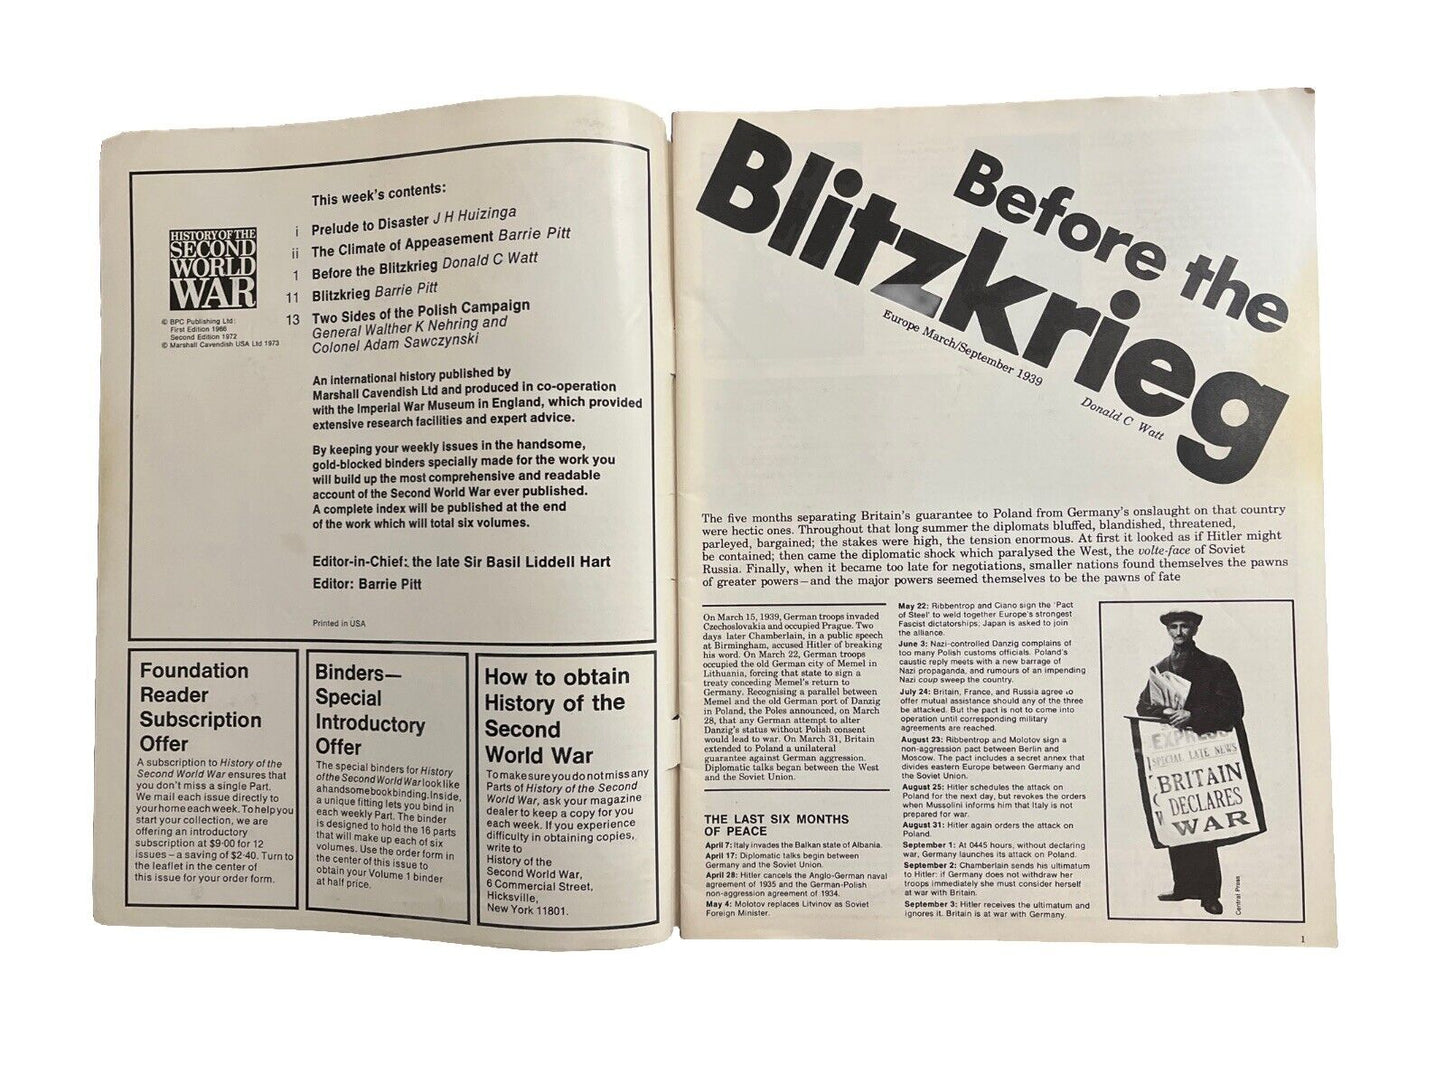 This week's contents:
HISTORY OF THE
SECOND
WORLD
WAR
© BPC Publishing Ltd:
First Edition 1966
Second Edition 1972
© Marshall Cavendish USA Ltd 1973
i Prelude to Disaster J H Huizinga
ii The Climate of Appeasement Barrie Pitt
1 Before the Blitzkrieg Donald C Watt
11 Blitzkrieg Barrie Pitt
13 Two Sides of the Polish Campaign
General Walther K Nehring and
Colonel Adam Sawczynski
An international history published by
Marshall Cavendish Ltd and produced in co-operation
with the Imperial War Museum in England, which provided
extensive research facilities and expert advice.
By keeping your weekly issues in the handsome,
gold-blocked binders specially made for the work you
will build up the most comprehensive and readable
account of the Second World War ever published.
A complete index will be published at the end
of the work which will total six volumes.
Editor-in-Chief: the late Sir Basil Liddell Hart
Editor: Barrie Pitt
Printed in USA
Foundation
Reader
Subscription
Offer
A subscription to History of the
Second World War ensures that
you don't miss a single Part.
We mail each issue directly to
your home each week. To help you
start your collection, we are
offering an introductory
subscription at $9·00 for 12
issues – a saving of $2·40. Turn to
the leaflet in the center of
this issue for your order form.
Binders—
Special
Introductory
Offer
The special binders for History
of the Second World War look like
a handsome book binding. Inside,
a unique fitting lets you bind in
each weekly Part. The binder
is designed to hold the 16 parts
that will make up each of six
volumes. Use the order form in
the center of this issue to
obtain your Volume 1 binder
at half price.
How to obtain
History of the
Second
World War
To make sure you do not miss any
Parts of History of the Second
World War, ask your magazine
dealer to keep a copy for you
each week. If you experience
difficulty in obtaining copies,
write to
History of the
Second World War,
6 Commercial Street,
Hicksville,
New York 11801.
Before the
Blitzkrieg
Europe March/September 1939
Donald C Watt
The five months separating Britain's guarantee to Poland from Germany's onslaught on that country
were hectic ones. Throughout that long summer the diplomats bluffed, blandished, threatened,
parleyed, bargained; the stakes were high, the tension enormous. At first it looked as if Hitler might
be contained; then came the diplomatic shock which paralysed the West, the volte-face of Soviet
Russia. Finally, when it became too late for negotiations, smaller nations found themselves the pawns
of greater powers—and the major powers seemed themselves to be the pawns of fate
On March 15, 1939, German troops invaded
Czechoslovakia and occupied Prague. Two
days later Chamberlain, in a public speech
at Birmingham, accused Hitler of breaking
his word. On March 22, German troops
occupied the old German city of Memel in
Lithuania, forcing that state to sign a
treaty conceding Memel's return to
Germany. Recognising a parallel between
Memel and the old German port of Danzig
in Poland, the Poles announced, on March
28, that any German attempt to alter
Danzig's status without Polish consent
would lead to war. On March 31, Britain
extended to Poland a unilateral
guarantee against German aggression.
Diplomatic talks began between the West
and the Soviet Union.
THE LAST SIX MONTHS
OF PEACE
April 7: Italy invades the Balkan state of Albania.
April 17: Diplomatic talks begin between
Germany and the Soviet Union.
April 28: Hitler cancels the Anglo-German naval
agreement of 1935 and the German-Polish
non-aggression agreement of 1934.
May 4: Molotov replaces Litvinov as Soviet
Foreign Minister.
May 22: Ribbentrop and Ciano sign the 'Pact
of Steel' to weld together Europe's strongest
Fascist dictatorships; Japan is asked to join
the alliance.
June 3: Nazi-controlled Danzig complains of
too many Polish customs officials. Poland's
caustic reply meets with a new barrage of
Nazi propaganda, and rumours of an impending
Nazi coup sweep the country.
July 24: Britain, France, and Russia agree to
offer mutual assistance should any of the three
be attacked. But the pact is not to come into
operation until corresponding military
agreements are reached.
August 23: Ribbentrop and Molotov sign a
non-aggression pact between Berlin and
Moscow. The pact includes a secret annex that
divides eastern Europe between Germany and
the Soviet Union.
August 25: Hitler schedules the attack on
Poland for the next day, but revokes the orders
when Mussolini informs him that Italy is not
prepared for war.
August 31: Hitler again orders the attack on
Poland.
September 1: At 0445 hours, without declaring
war, Germany launches its attack on Poland.
September 2: Chamberlain sends his ultimatum
to Hitler: if Germany does not withdraw her
troops immediately she must consider herself
at war with Britain.
September 3: Hitler receives the ultimatum and
ignores it. Britain is at war with Germany.
EXPRESS
SPECIAL LATE NEWS
BRITAIN
DECLARES
WAR
Central Press
1